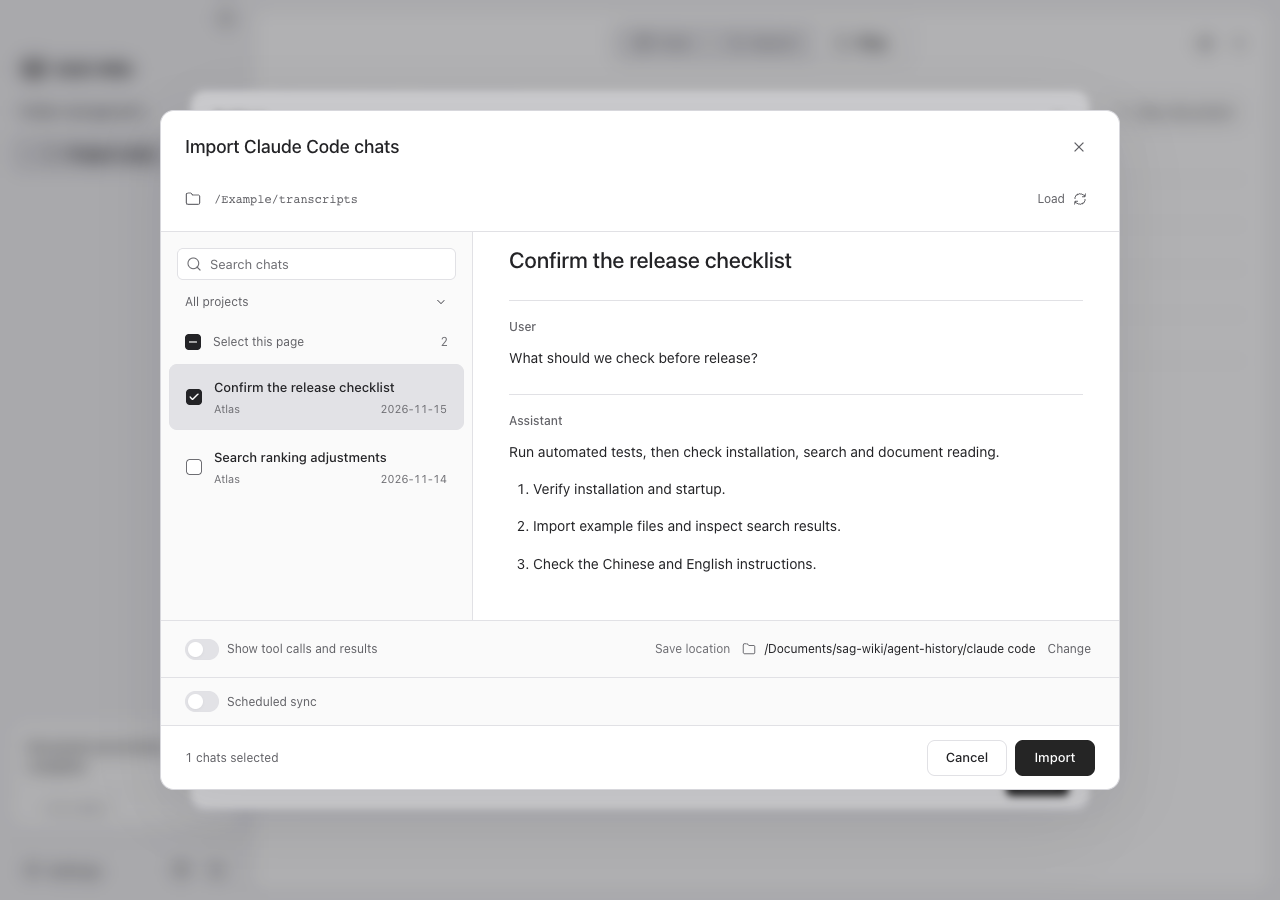 Import Claude Code chats
/Example/transcripts
Load
Search chats
All projects
Select this page 2
Confirm the release checklist
Atlas 2026-11-15
Search ranking adjustments
Atlas 2026-11-14
Confirm the release checklist
User
What should we check before release?
Assistant
Run automated tests, then check installation, search and document reading.
1. Verify installation and startup.
2. Import example files and inspect search results.
3. Check the Chinese and English instructions.
Show tool calls and results
Save location /Documents/sag-wiki/agent-history/claude code Change
Scheduled sync
1 chats selected
Cancel Import